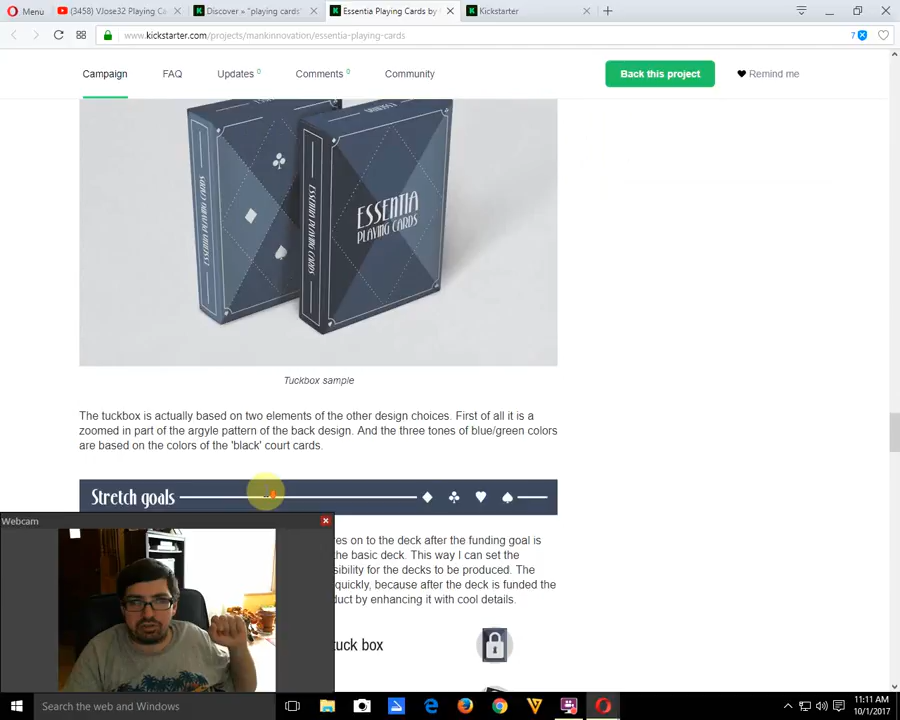 Menu
(3458) VJose32 Playing Ca
Discover » "playing cards"
Essentia Playing Cards by
Kickstarter
www.kickstarter.com/projects/mankinnovation/essentia-playing-cards
7
Campaign
FAQ
Updates 0
Comments 0
Community
Back this project
Remind me
ESSENTIA PLAYING CARDS
ESSENTIA PLAYING CARDS
ESSENTIA
PLAYING CARDS
Tuckbox sample
The tuckbox is actually based on two elements of the other design choices. First of all it is a
zoomed in part of the argyle pattern of the back design. And the three tones of blue/green colors
are based on the colors of the 'black' court cards.
Stretch goals
Webcam
res on to the deck after the funding goal is
the basic deck. This way I can set the
sibility for the decks to be produced. The
quickly, because after the deck is funded the
duct by enhancing it with cool details.
tuck box
Search the web and Windows
11:11 AM
10/1/2017